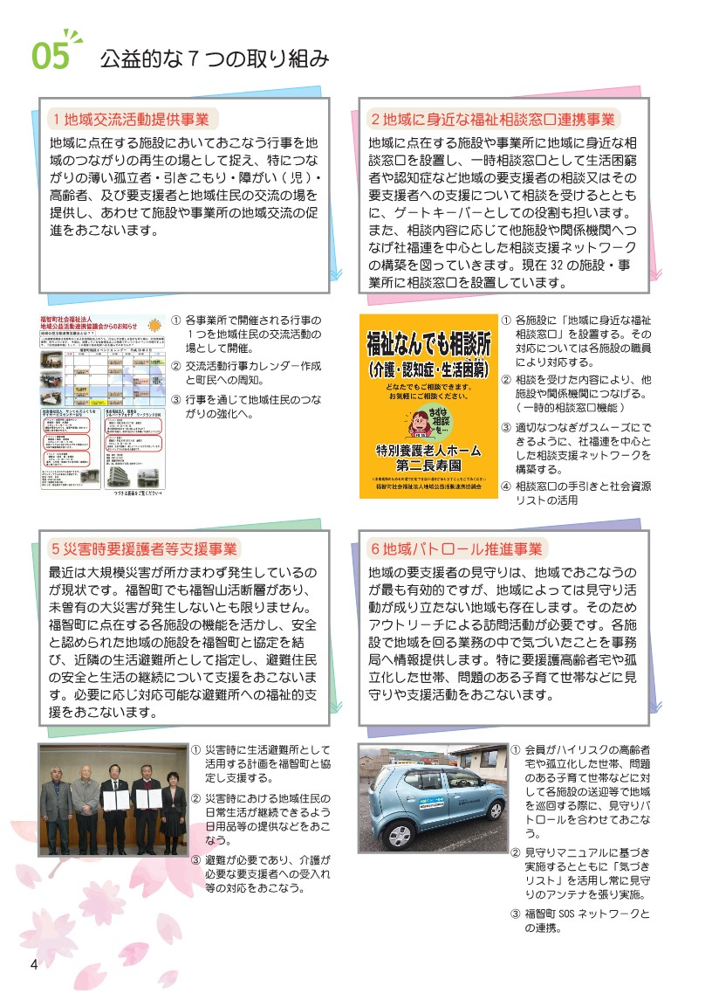 05 公益的な７つの取り組み
１地域交流活動提供事業
地域に点在する施設においておこなう行事を地
域のつながりの再生の場として捉え、特につな
がりの薄い孤立者・引きこもり・障がい（児）・
高齢者、及び要支援者と地域住民の交流の場を
提供し、あわせて施設や事業所の地域交流の促
進をおこないます。
福智町社会福祉法人
地域公益活動連携協議会からのお知らせ
① 各事業所で開催される行事の
１つを地域住民の交流活動の
場として開催。
② 交流活動行事カレンダー作成
と町民への周知。
③ 行事を通じて地域住民のつな
がりの強化へ。
２地域に身近な福祉相談窓口連携事業
地域に点在する施設や事業所に地域に身近な相
談窓口を設置し、一時相談窓口として生活困窮
者や認知症など地域の要支援者の相談又はその
要支援者への支援について相談を受けるととも
に、ゲートキーパーとしての役割も担います。
また、相談内容に応じて他施設や関係機関へつ
なげ社福連を中心とした相談支援ネットワーク
の構築を図っていきます。現在 32 の施設・事
業所に相談窓口を設置しています。
福祉なんでも相談所
（介護・認知症・生活困窮）
どなたでもご相談できます。
お気軽にご相談ください。
まずは
相談
を…
相談
特別養護老人ホーム
第二長寿園
福智町社会福祉法人地域公益活動連携協議会
① 各施設に「地域に身近な福祉
相談窓口」を設置する。その
対応については各施設の職員
により対応する。
② 相談を受けた内容により、他
施設や関係機関につなげる。
（一時的相談窓口機能）
③ 適切なつなぎがスムーズにで
きるように、社福連を中心と
した相談支援ネットワークを
構築する。
④ 相談窓口の手引きと社会資源
リストの活用
５災害時要援護者等支援事業
最近は大規模災害が所かまわず発生しているの
が現状です。福智町でも福智山活断層があり、
未曽有の大災害が発生しないとも限りません。
福智町に点在する各施設の機能を活かし、安全
と認められた地域の施設を福智町と協定を結
び、近隣の生活避難所として指定し、避難住民
の安全と生活の継続について支援をおこないま
す。必要に応じ対応可能な避難所への福祉的支
援をおこないます。
① 災害時に生活避難所として
活用する計画を福智町と協
定し支援する。
② 災害時における地域住民の
日常生活が継続できるよう
日用品等の提供などをおこ
なう。
③ 避難が必要であり、介護が
必要な要支援者への受入れ
等の対応をおこなう。
６地域パトロール推進事業
地域の要支援者の見守りは、地域でおこなうの
が最も有効的ですが、地域によっては見守り活
動が成り立たない地域も存在します。そのため
アウトリーチによる訪問活動が必要です。各施
設で地域を回る業務の中で気づいたことを事務
局へ情報提供します。特に要援護高齢者宅や孤
立化した世帯、問題のある子育て世帯などに見
守りや支援活動をおこないます。
① 会員がハイリスクの高齢者
宅や孤立化した世帯、問題
のある子育て世帯などに対
して各施設の送迎等で地域
を巡回する際に、見守りパ
トロールを合わせておこな
う。
② 見守りマニュアルに基づき
実施するとともに「気づき
リスト」を活用し常に見守
りのアンテナを張り実施。
③ 福智町 SOS ネットワークと
の連携。
4